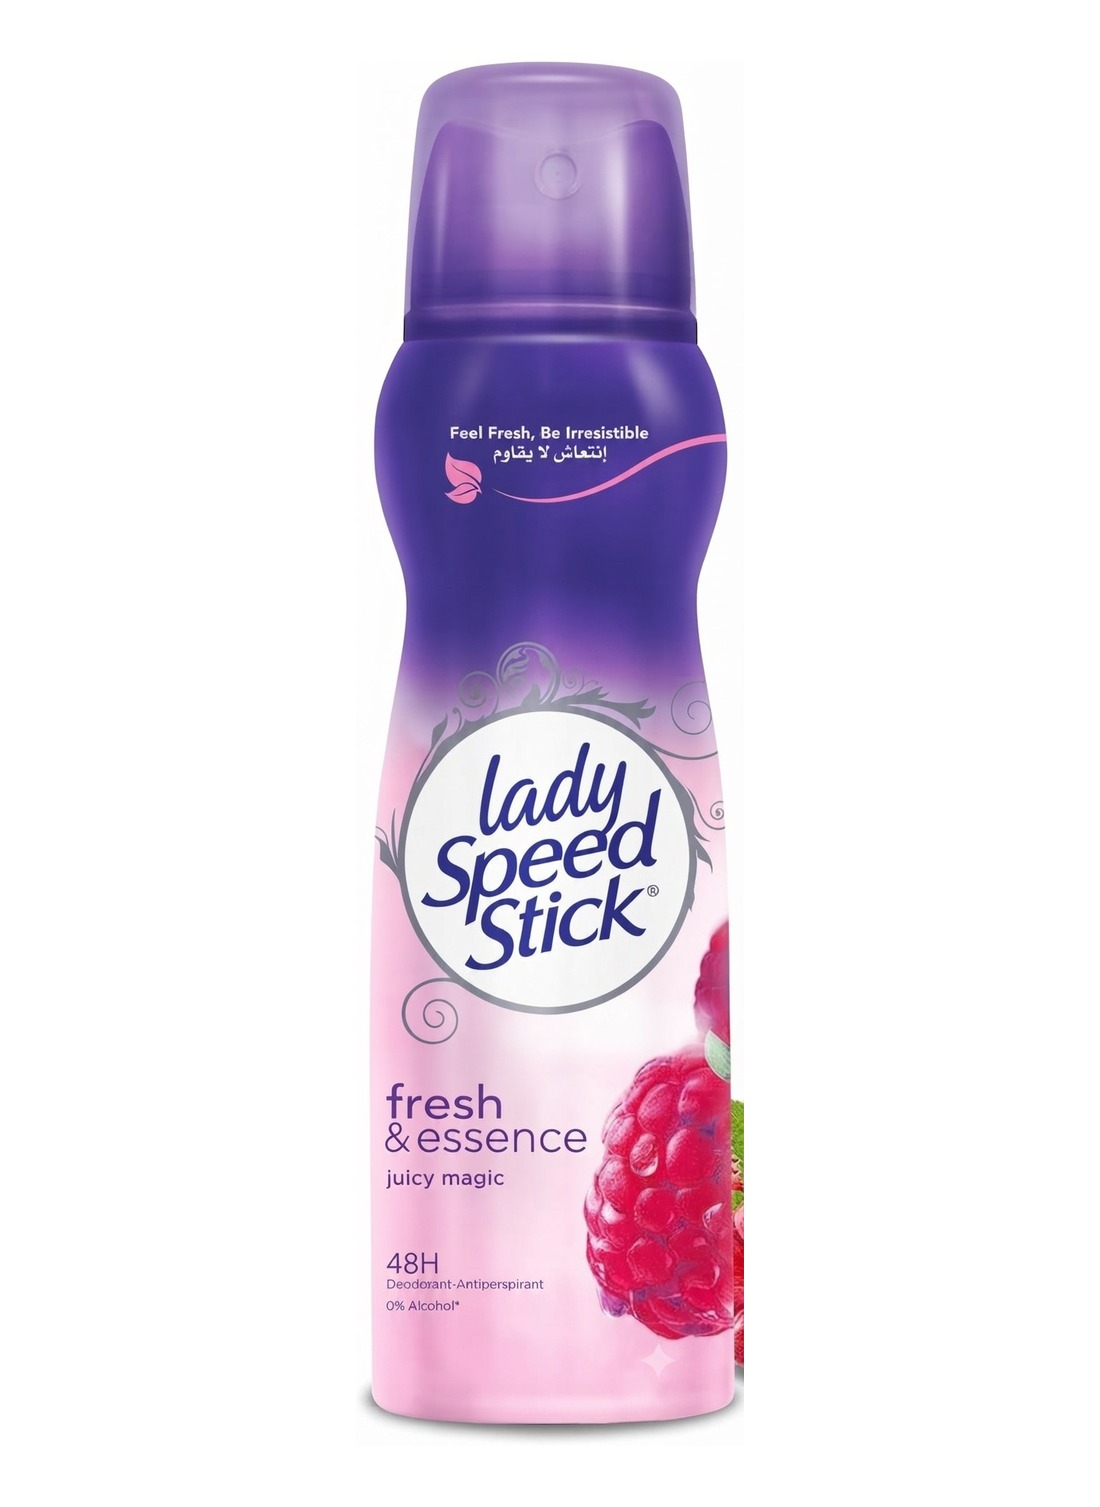 Feel Fresh, Be Irresistible
إنتعاش لا يقاوم
lady
Speed
Stick®
fresh
& essence
juicy magic
48H
Deodorant-Antiperspirant
0% Alcohol*